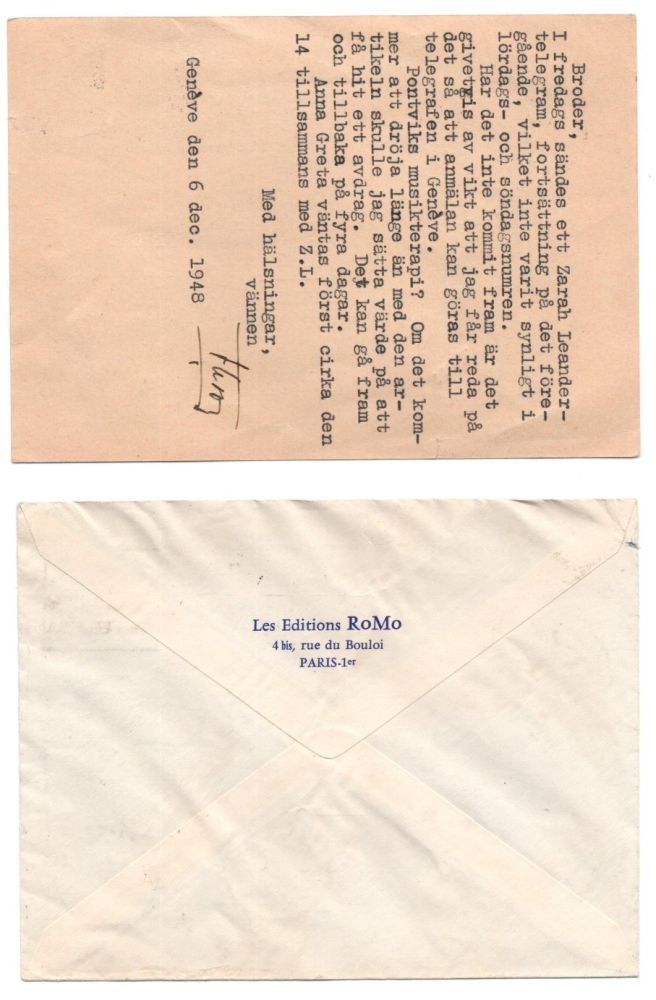 Broder,
I fredags sändes ett Zarah Leander-
telegram, fortsättning på det före-
gående, vilket inte varit synligt i
lördags- och söndagsnumren.
Har det inte kommit fram är det
givetvis av vikt att jag får reda på
det så att anmälan kan göras till
telegrafen i Genève.
Pontviks musikterapi? Om det kom-
mer att dröja länge än med den ar-
tikeln skulle jag sätta värde på att
få hit ett avdrag. Det kan gå fram
och tillbaka på fyra dagar.
Anna Greta väntas först cirka den
14 tillsammans med Z.L.
Med hälsningar,
vännen
Genève den 6 dec. 1948
Les Editions RoMo
4 bis, rue du Bouloi
PARIS-1er